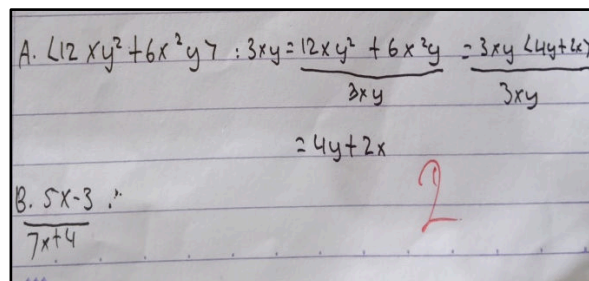 A. <12xy² + 6x²y> : 3xy = 12xy² + 6x²y / 3xy = 3xy <4y+2x> / 3xy
= 4y+2x
2
B. 5x-3 / 7x+4